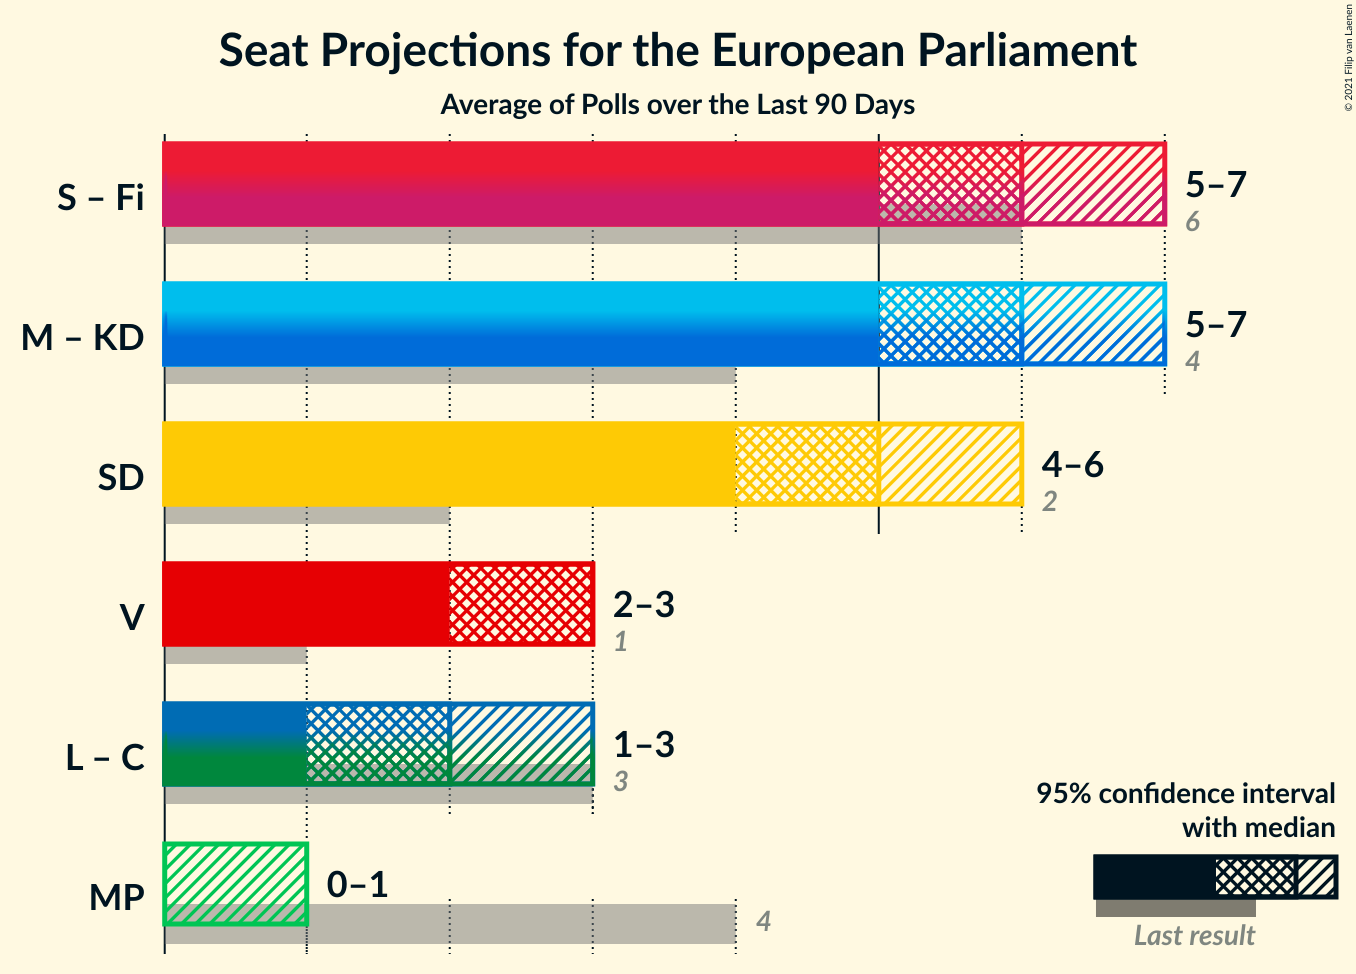 Seat Projections for the European Parliament
Average of Polls over the Last 90 Days
© 2021 Filip van Laenen
S – Fi
5–7
6
M – KD
5–7
4
SD
4–6
2
V
2–3
1
L – C
1–3
3
MP
0–1
4
95% confidence interval
with median
Last result